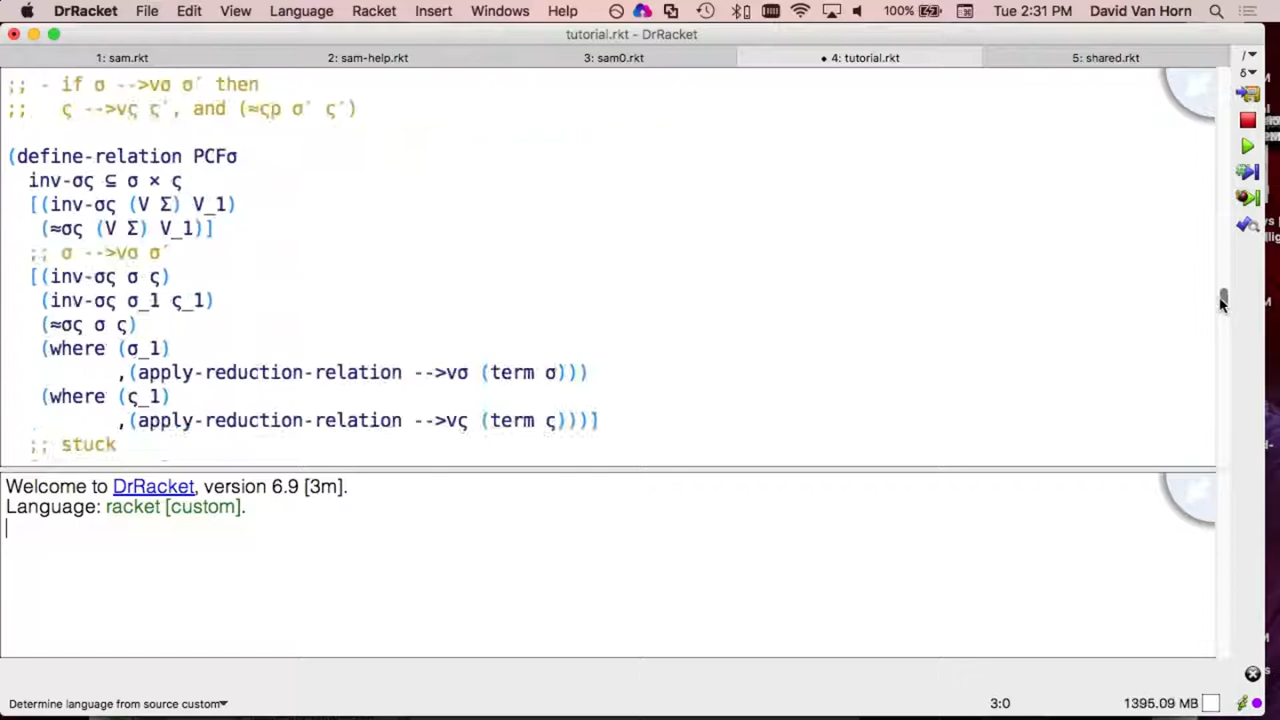 DrRacket File Edit View Language Racket Insert Windows Help 100% Tue 2:31 PM David Van Horn
tutorial.rkt - DrRacket
1: sam.rkt 2: sam-help.rkt 3: sam0.rkt • 4: tutorial.rkt 5: shared.rkt
;; - if σ -->vσ σ′ then
;; ς -->vς ς′, and (≈ςρ σ′ ς′)
(define-relation PCFσ
inv-σς ⊆ σ × ς
[(inv-σς (V Σ) V_1)
(≈σς (V Σ) V_1)]
;; σ -->vσ σ′
[(inv-σς σ ς)
(inv-σς σ_1 ς_1)
(≈σς σ ς)
(where (σ_1)
,(apply-reduction-relation -->vσ (term σ)))
(where (ς_1)
,(apply-reduction-relation -->vς (term ς)))]
;; stuck
Welcome to DrRacket, version 6.9 [3m].
Language: racket [custom].
Determine language from source custom 3:0 1395.09 MB